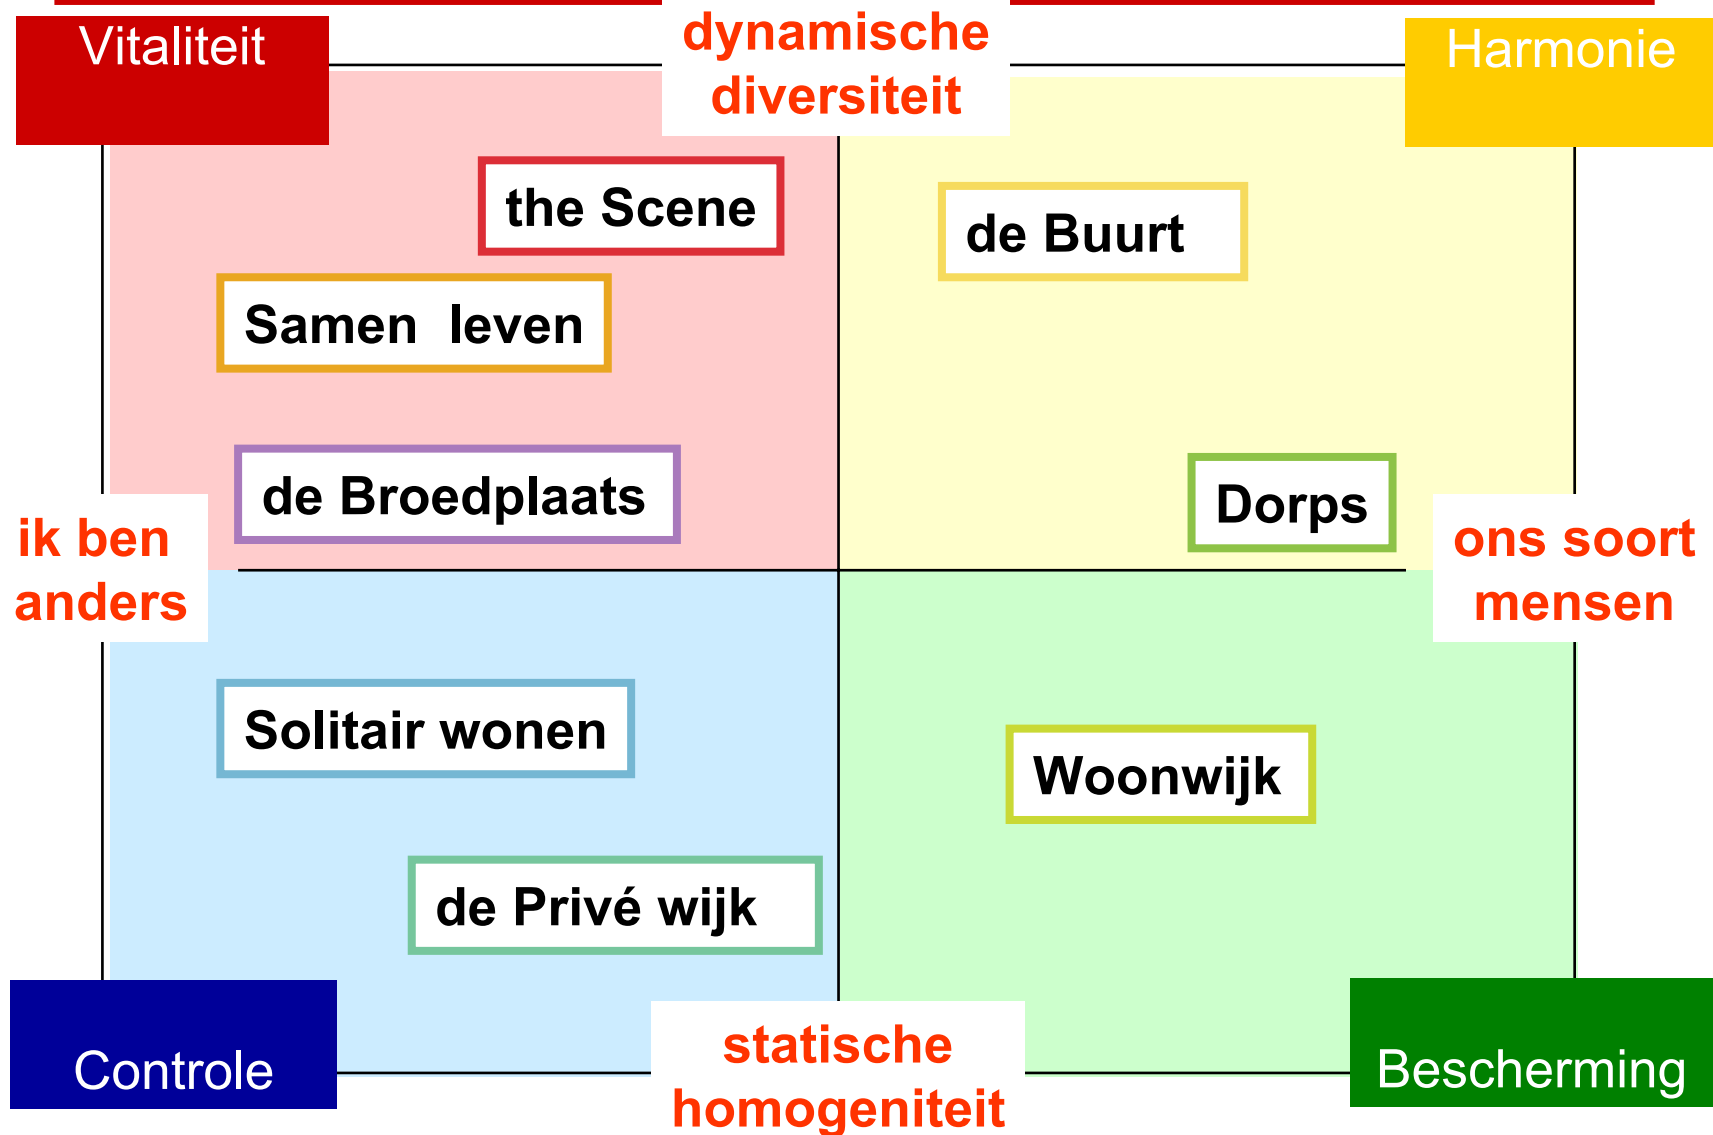 Vitaliteit
dynamische
diversiteit
Harmonie
the Scene
de Buurt
Samen leven
de Broedplaats
Dorps
ik ben
anders
ons soort
mensen
Solitair wonen
Woonwijk
de Privé wijk
Controle
statische
homogeniteit
Bescherming